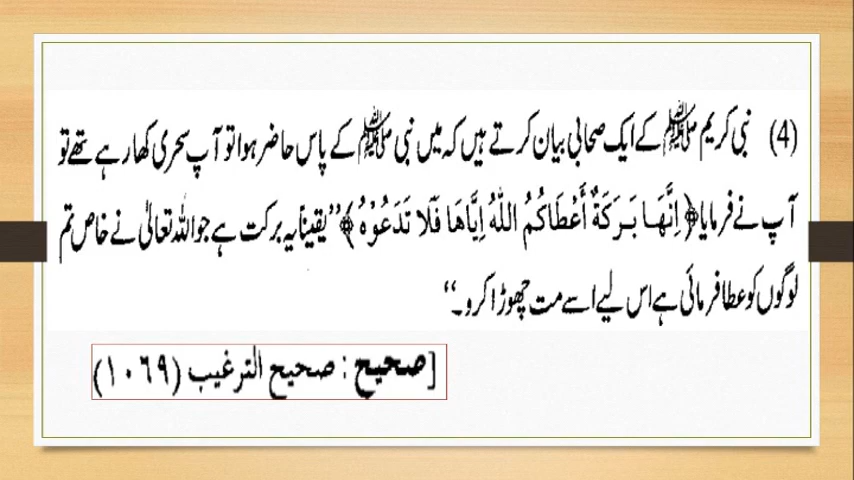 (4) نبی کریم ﷺ کے ایک صحابی بیان کرتے ہیں کہ میں نبی ﷺ کے پاس حاضر ہوا تو آپ سحری کھا رہے تھے تو
آپ نے فرمایا ﴿إِنَّهَا بَرَكَةٌ أَعْطَاكُمُ اللّٰهُ إِيَّاهَا فَلَا تَدَعُوْهُ﴾ ’’یقیناً یہ برکت ہے جو اللہ تعالیٰ نے خاص تم
لوگوں کو عطا فرمائی ہے اس لیے اسے مت چھوڑا کرو۔‘‘
[صحیح : صحیح الترغیب (۱۰۶۹)